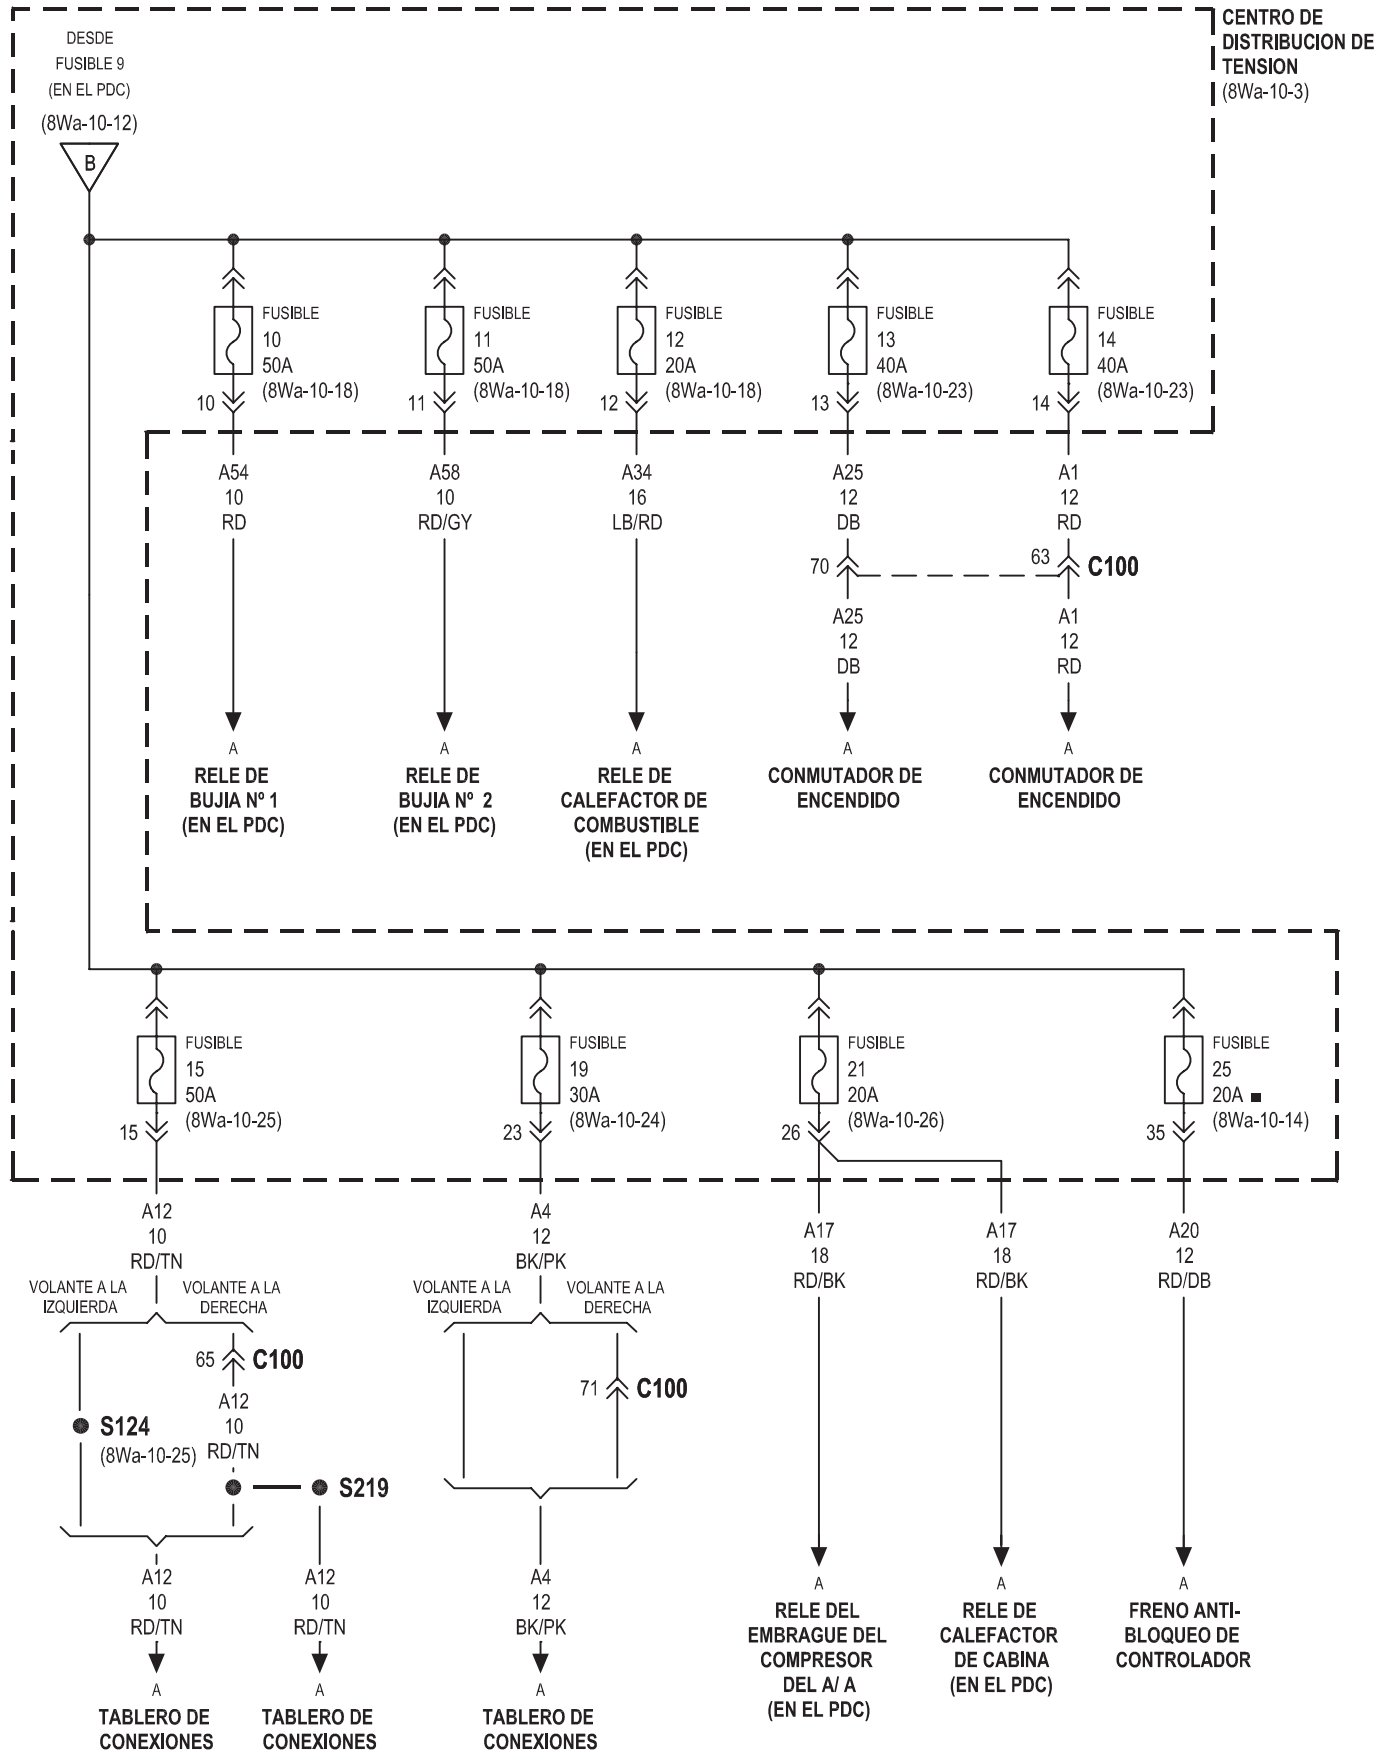 CENTRO DE
DISTRIBUCION DE
TENSION
(8Wa-10-3)
DESDE
FUSIBLE 9
(EN EL PDC)
(8Wa-10-12)
B
FUSIBLE
10
50A
(8Wa-10-18)
10
FUSIBLE
11
50A
(8Wa-10-18)
11
FUSIBLE
12
20A
(8Wa-10-18)
12
FUSIBLE
13
40A
(8Wa-10-23)
13
FUSIBLE
14
40A
(8Wa-10-23)
14
A54
10
RD
A
RELE DE
BUJIA Nº 1
(EN EL PDC)
A58
10
RD/GY
A
RELE DE
BUJIA Nº 2
(EN EL PDC)
A34
16
LB/RD
A
RELE DE
CALEFACTOR DE
COMBUSTIBLE
(EN EL PDC)
A25
12
DB
70
A25
12
DB
A
CONMUTADOR DE
ENCENDIDO
A1
12
RD
63
C100
A1
12
RD
A
CONMUTADOR DE
ENCENDIDO
FUSIBLE
15
50A
(8Wa-10-25)
15
FUSIBLE
19
30A
(8Wa-10-24)
23
FUSIBLE
21
20A
(8Wa-10-26)
26
FUSIBLE
25
20A ■
(8Wa-10-14)
35
A12
10
RD/TN
VOLANTE A LA
IZQUIERDA
VOLANTE A LA
DERECHA
65
C100
A12
10
RD/TN
S124
(8Wa-10-25)
S219
A12
10
RD/TN
A
TABLERO DE
CONEXIONES
A12
10
RD/TN
A
TABLERO DE
CONEXIONES
A4
12
BK/PK
VOLANTE A LA
IZQUIERDA
VOLANTE A LA
DERECHA
71
C100
A4
12
BK/PK
A
TABLERO DE
CONEXIONES
A17
18
RD/BK
A
RELE DEL
EMBRAGUE DEL
COMPRESOR
DEL A/ A
(EN EL PDC)
A17
18
RD/BK
A
RELE DE
CALEFACTOR
DE CABINA
(EN EL PDC)
A20
12
RD/DB
A
FRENO ANTI-
BLOQUEO DE
CONTROLADOR